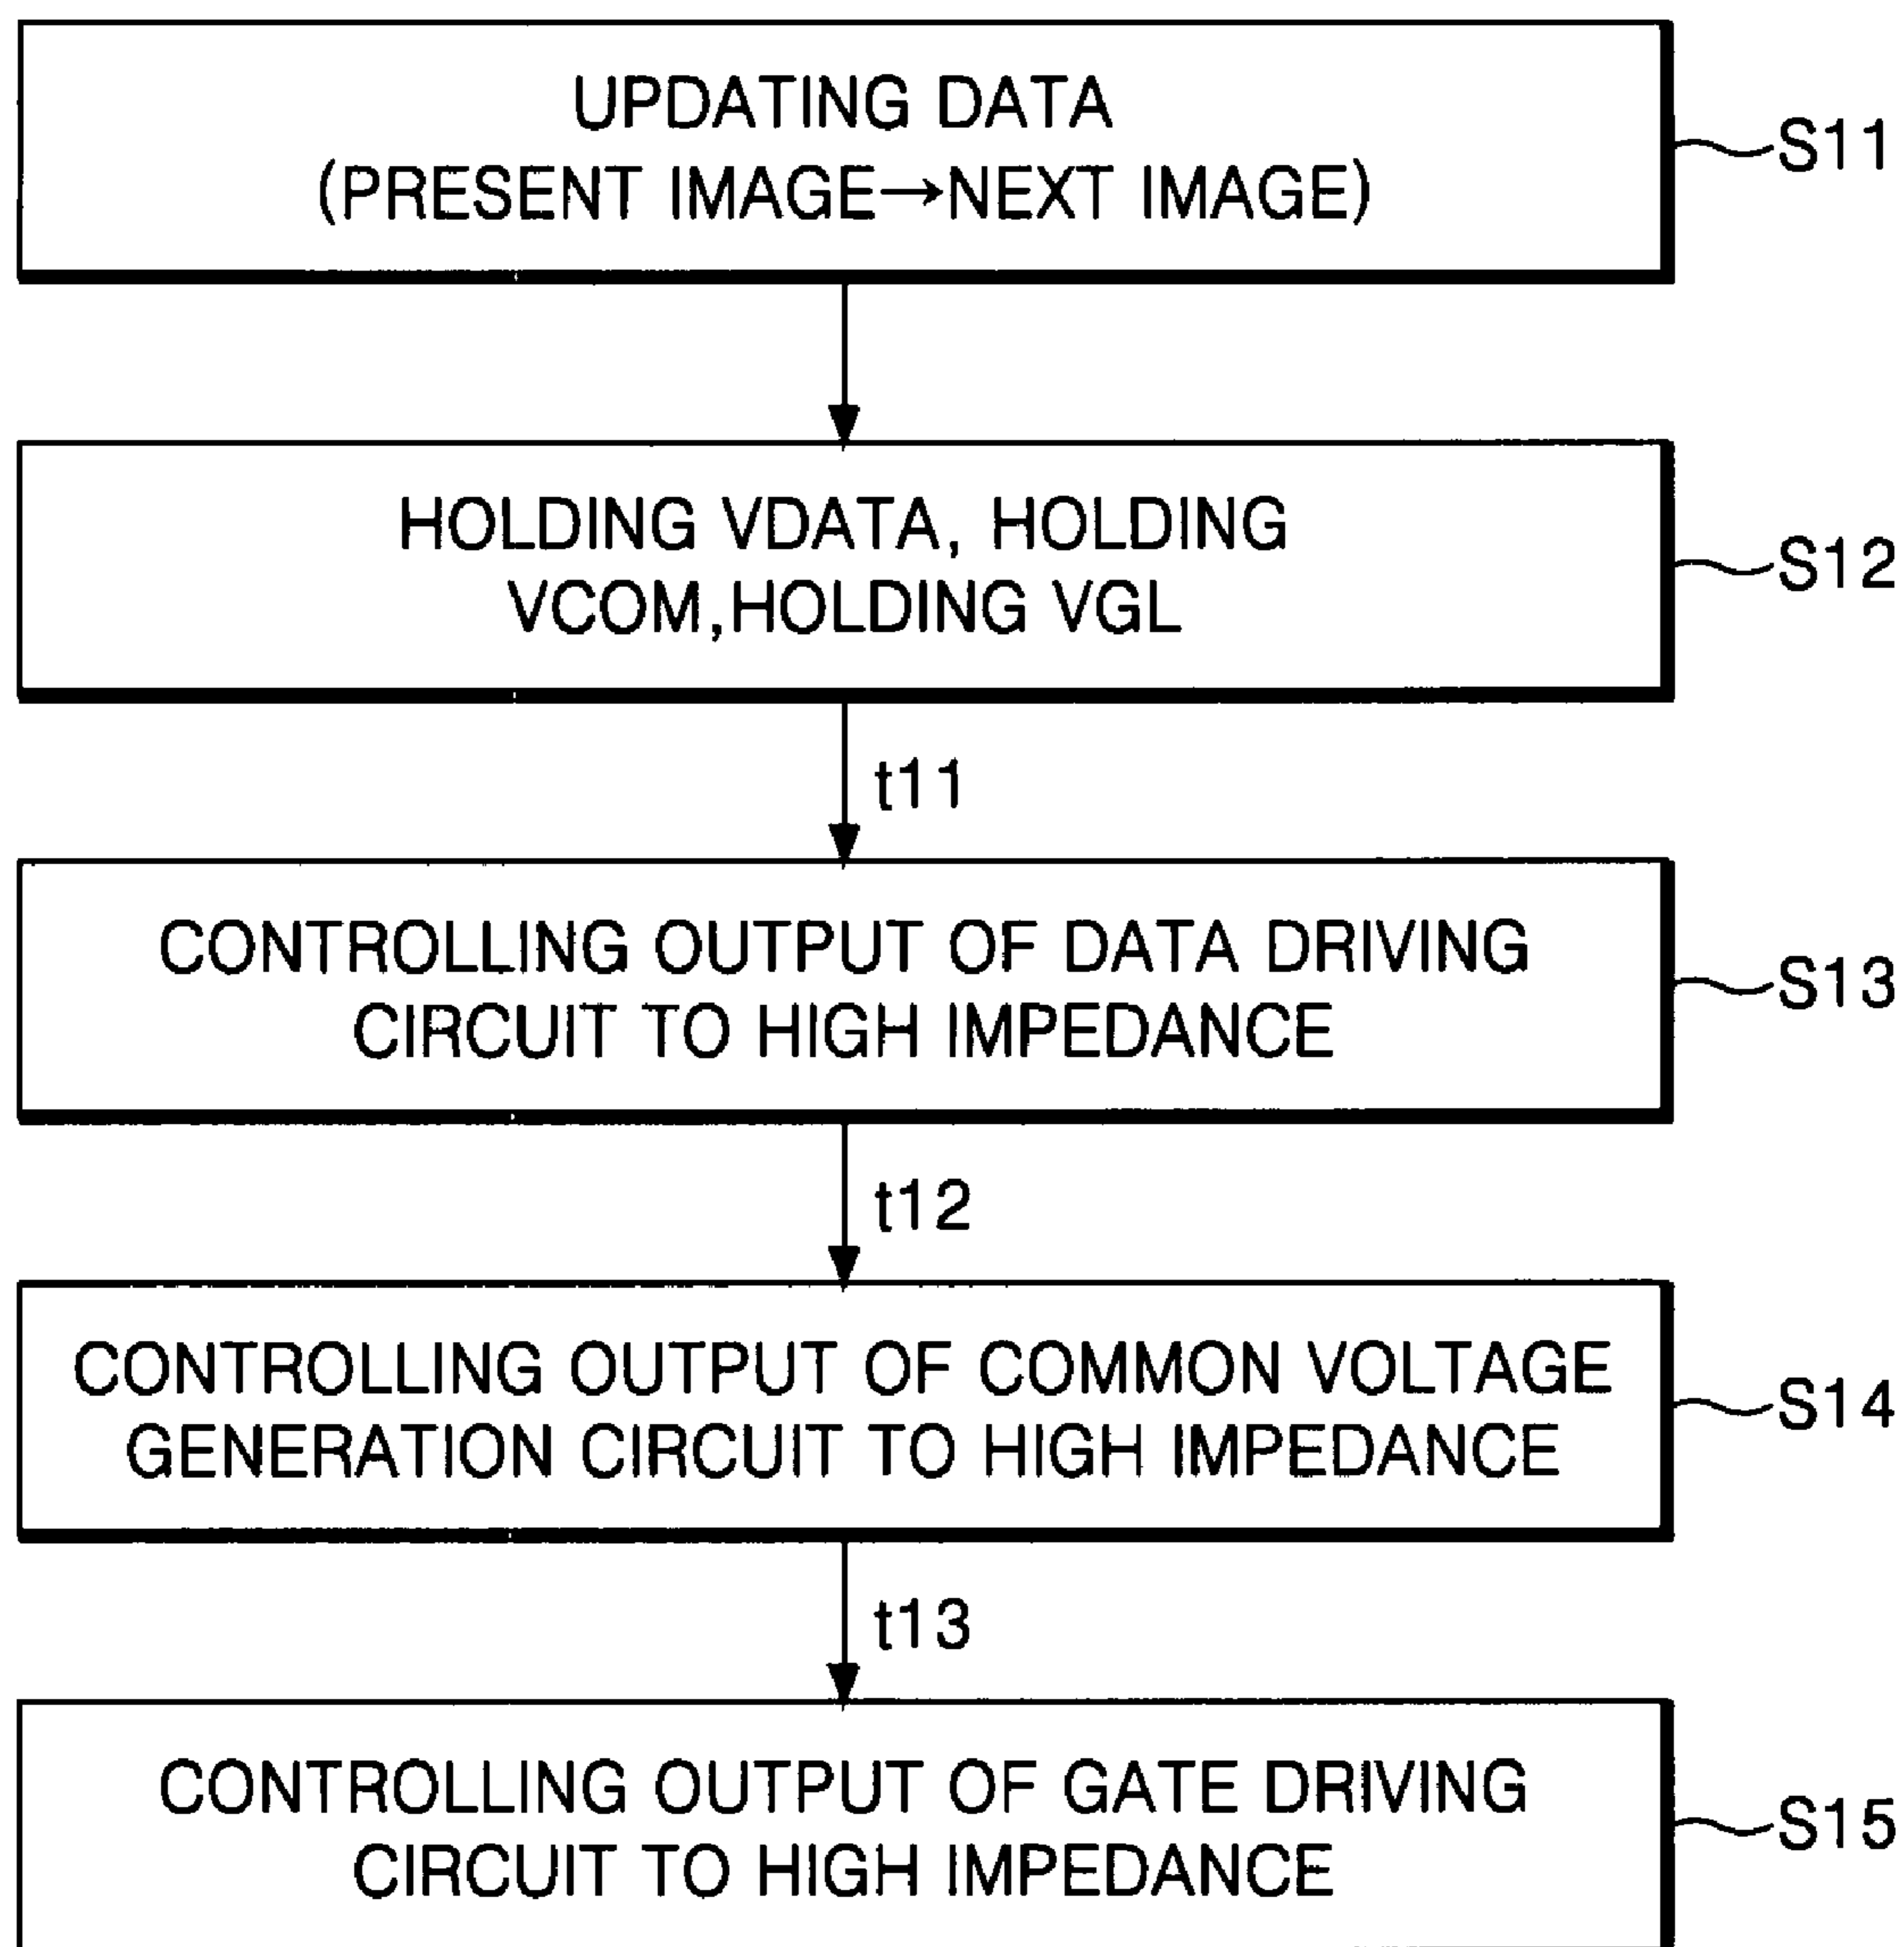 UPDATING DATA
(PRESENT IMAGE→NEXT IMAGE)
S11
HOLDING VDATA, HOLDING
VCOM,HOLDING VGL
S12
t11
CONTROLLING OUTPUT OF DATA DRIVING
CIRCUIT TO HIGH IMPEDANCE
S13
t12
CONTROLLING OUTPUT OF COMMON VOLTAGE
GENERATION CIRCUIT TO HIGH IMPEDANCE
S14
t13
CONTROLLING OUTPUT OF GATE DRIVING
CIRCUIT TO HIGH IMPEDANCE
S15